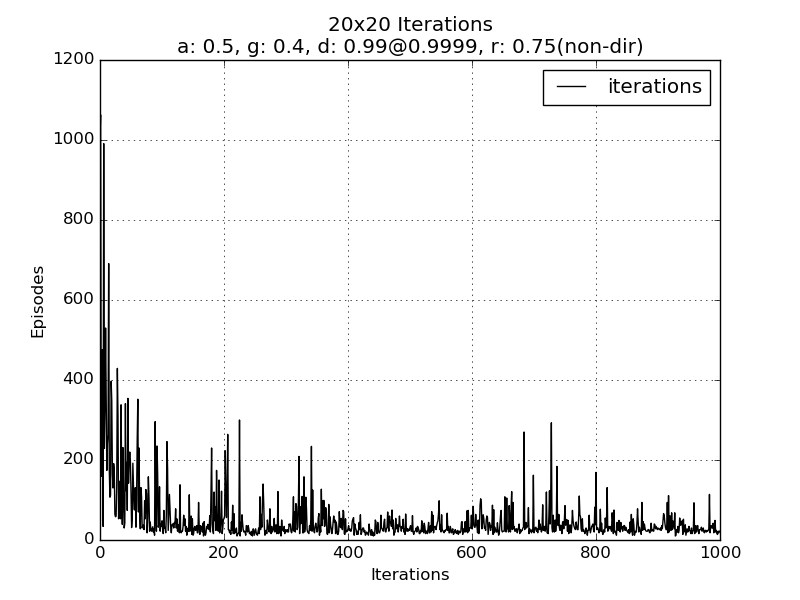 20x20 Iterations
a: 0.5, g: 0.4, d: 0.99@0.9999, r: 0.75(non-dir)
1200
iterations
1000
800
600
400
200
0
Episodes
0 200 400 600 800 1000
Iterations